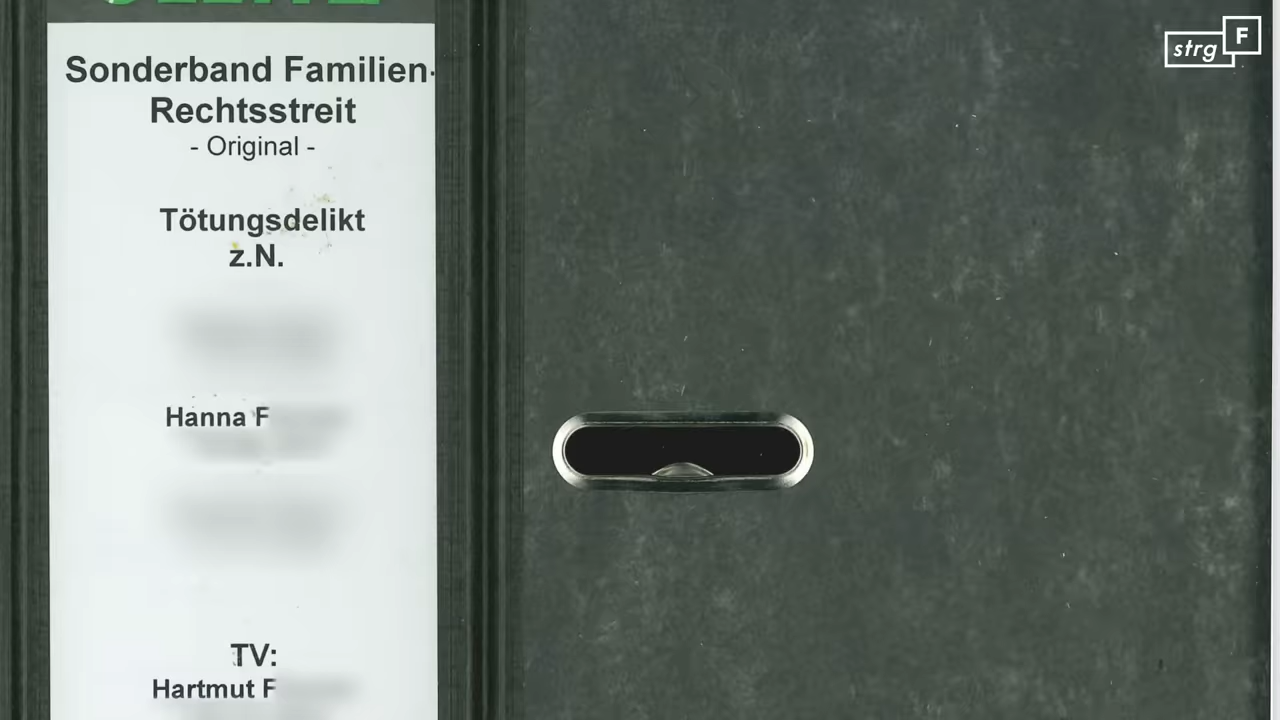 Sonderband Familien-
Rechtsstreit
- Original -
Tötungsdelikt
z.N.
Hanna F
TV:
Hartmut F
strg F